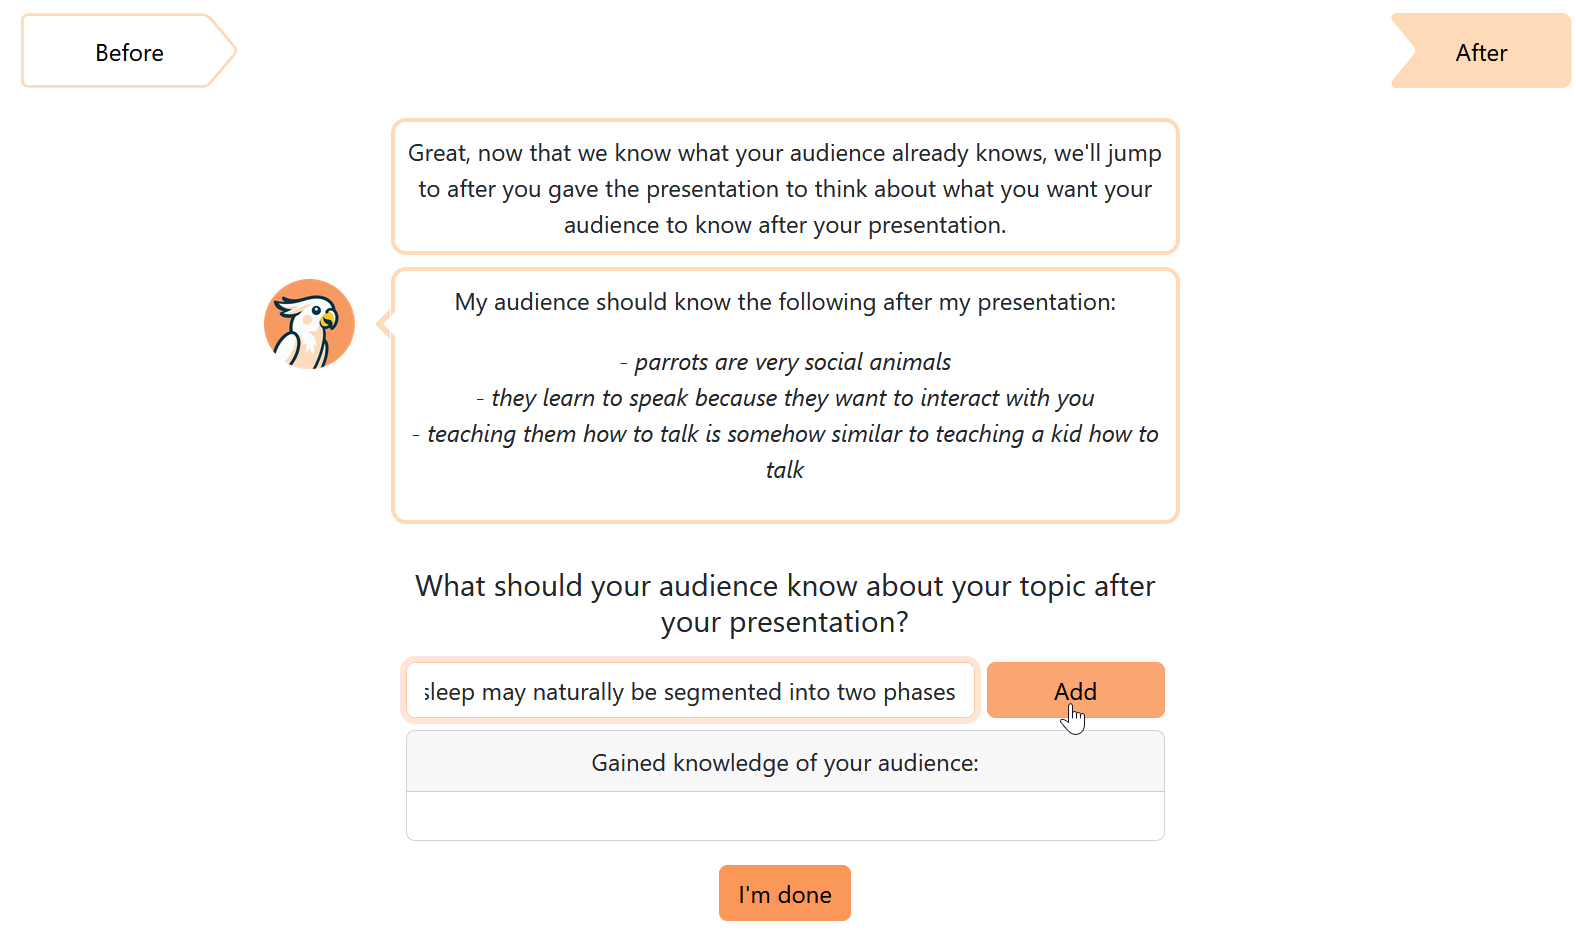 Before
After
Great, now that we know what your audience already knows, we'll jump
to after you gave the presentation to think about what you want your
audience to know after your presentation.
My audience should know the following after my presentation:
- parrots are very social animals
- they learn to speak because they want to interact with you
- teaching them how to talk is somehow similar to teaching a kid how to
talk
What should your audience know about your topic after
your presentation?
sleep may naturally be segmented into two phases
Add
Gained knowledge of your audience:
I'm done